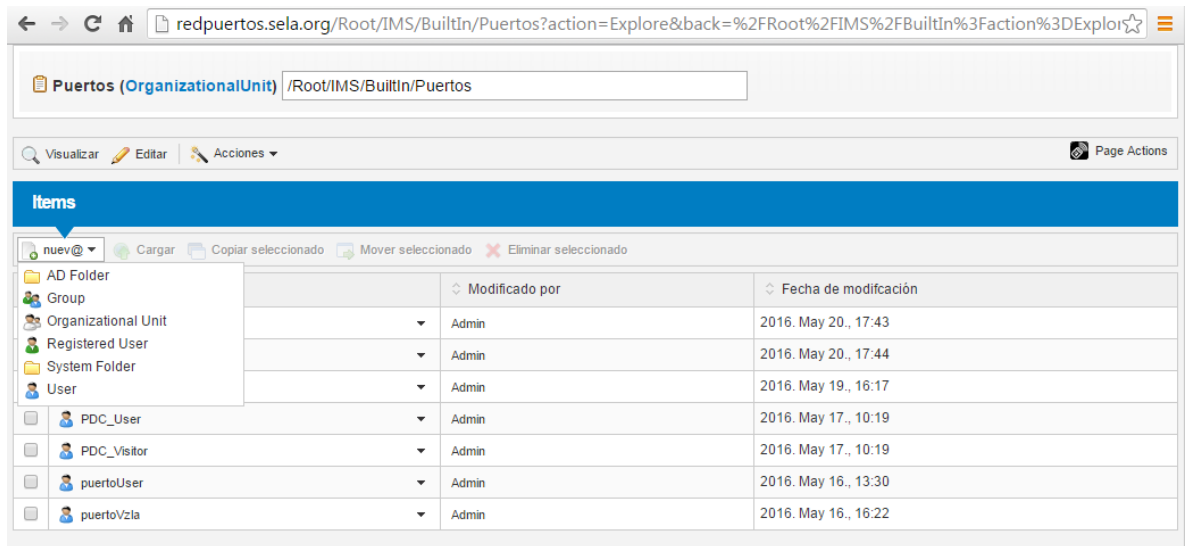 redpuertos.sela.org/Root/IMS/BuiltIn/Puertos?action=Explore&back=%2FRoot%2FIMS%2FBuiltIn%3Faction%3DExplor
Puertos (OrganizationalUnit) /Root/IMS/BuiltIn/Puertos
Visualizar Editar Acciones Page Actions
Items
nuev@ Cargar Copiar seleccionado Mover seleccionado Eliminar seleccionado
AD Folder
Group
Organizational Unit
Registered User
System Folder
User
Modificado por Fecha de modifcación
Admin 2016. May 20., 17:43
Admin 2016. May 20., 17:44
Admin 2016. May 19., 16:17
PDC_User Admin 2016. May 17., 10:19
PDC_Visitor Admin 2016. May 17., 10:19
puertoUser Admin 2016. May 16., 13:30
puertoVzla Admin 2016. May 16., 16:22